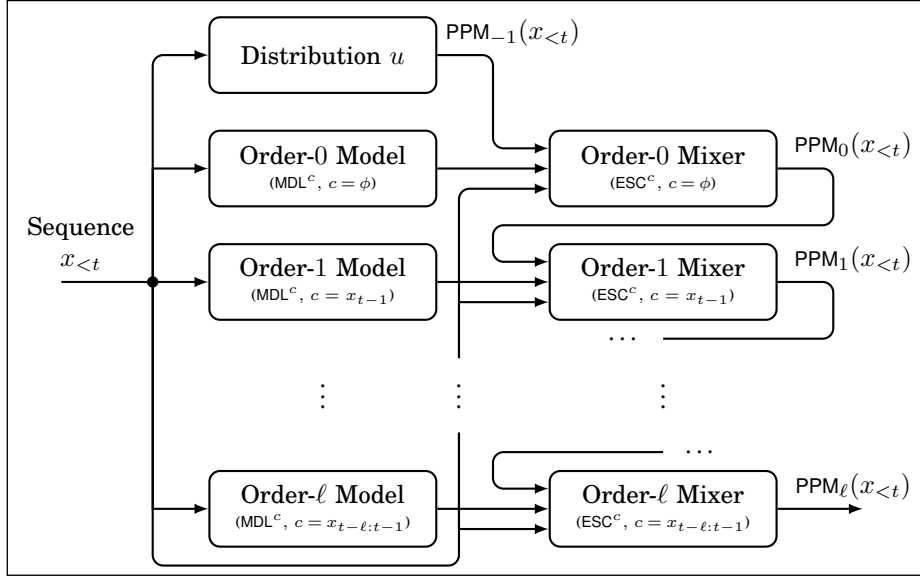 Distribution u
PPM₋₁(x<t)
Order-0 Model
(MDLᶜ, c = ϕ)
Order-0 Mixer
(ESCᶜ, c = ϕ)
PPM₀(x<t)
Sequence
x<t
Order-1 Model
(MDLᶜ, c = xₜ₋₁)
Order-1 Mixer
(ESCᶜ, c = xₜ₋₁)
PPM₁(x<t)
...
⋮ ⋮ ⋮
...
Order-ℓ Model
(MDLᶜ, c = xₜ₋ℓ:ₜ₋₁)
Order-ℓ Mixer
(ESCᶜ, c = xₜ₋ℓ:ₜ₋₁)
PPMℓ(x<t)